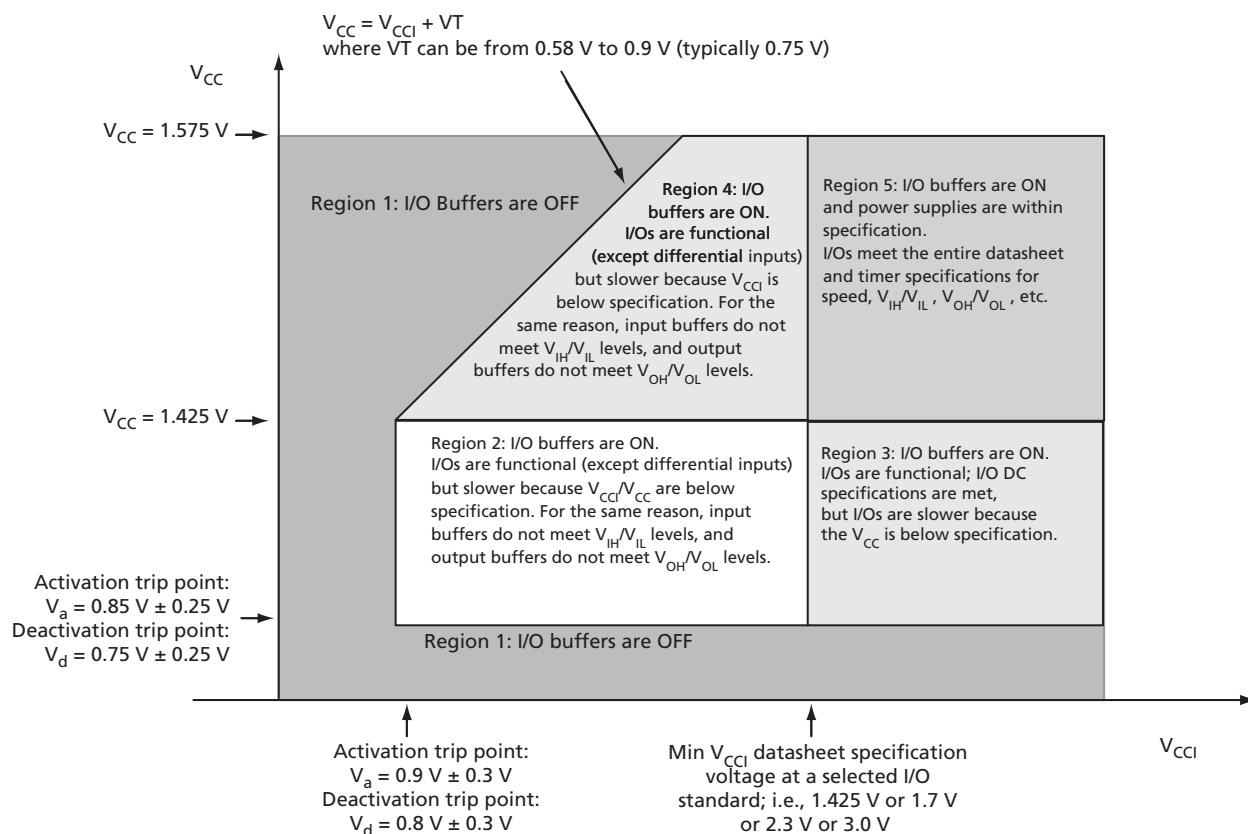 V_CC = V_CCI + VT
where VT can be from 0.58 V to 0.9 V (typically 0.75 V)
V_CC
V_CC = 1.575 V
Region 1: I/O Buffers are OFF
Region 4: I/O
buffers are ON.
I/Os are functional
(except differential inputs)
but slower because V_CCI is
below specification. For the
same reason, input buffers do not
meet V_IH/V_IL levels, and output
buffers do not meet V_OH/V_OL levels.
Region 5: I/O buffers are ON
and power supplies are within
specification.
I/Os meet the entire datasheet
and timer specifications for
speed, V_IH/V_IL , V_OH/V_OL , etc.
V_CC = 1.425 V
Region 2: I/O buffers are ON.
I/Os are functional (except differential inputs)
but slower because V_CCI/V_CC are below
specification. For the same reason, input
buffers do not meet V_IH/V_IL levels, and
output buffers do not meet V_OH/V_OL levels.
Region 3: I/O buffers are ON.
I/Os are functional; I/O DC
specifications are met,
but I/Os are slower because
the V_CC is below specification.
Activation trip point:
V_a = 0.85 V ± 0.25 V
Deactivation trip point:
V_d = 0.75 V ± 0.25 V
Region 1: I/O buffers are OFF
Activation trip point:
V_a = 0.9 V ± 0.3 V
Deactivation trip point:
V_d = 0.8 V ± 0.3 V
Min V_CCI datasheet specification
voltage at a selected I/O
standard; i.e., 1.425 V or 1.7 V
or 2.3 V or 3.0 V
V_CCI